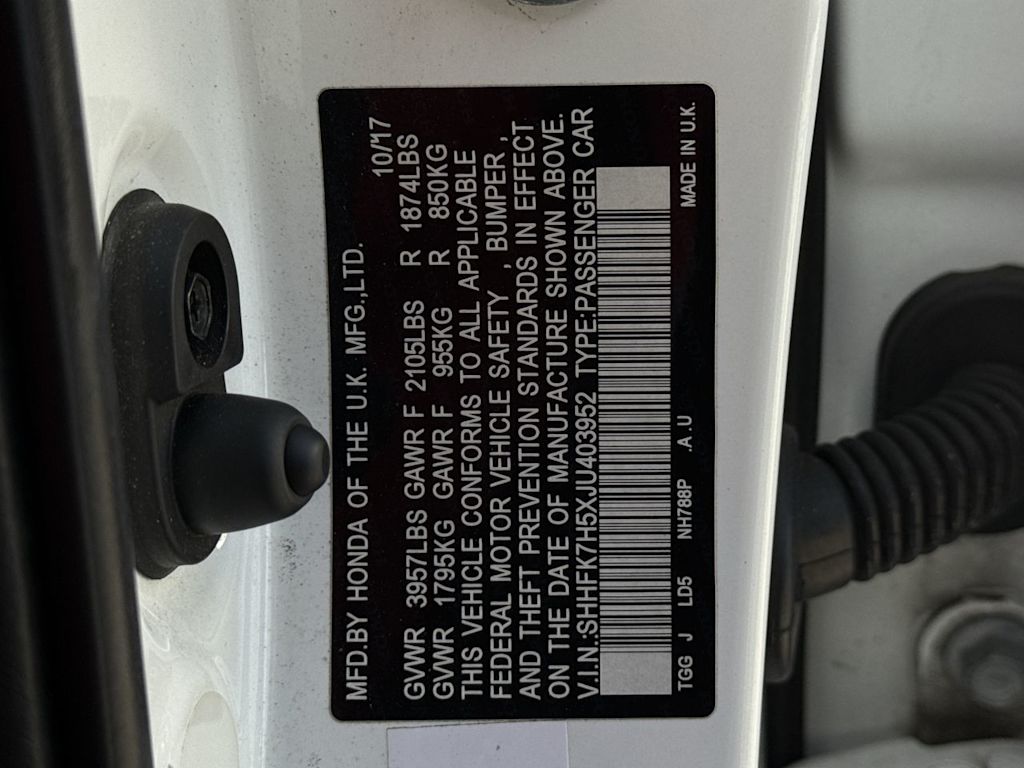 MFD.BY HONDA OF THE U.K. MFG.,LTD.
10/17
GVWR 3957LBS GAWR F 2105LBS R 1874LBS
GVWR 1795KG GAWR F 955KG R 850KG
THIS VEHICLE CONFORMS TO ALL APPLICABLE
FEDERAL MOTOR VEHICLE SAFETY , BUMPER ,
AND THEFT PREVENTION STANDARDS IN EFFECT
ON THE DATE OF MANUFACTURE SHOWN ABOVE.
V.I.N.:SHHFK7H5XJU403952 TYPE:PASSENGER CAR
TGG J LD5 NH788P .A .U MADE IN U.K.